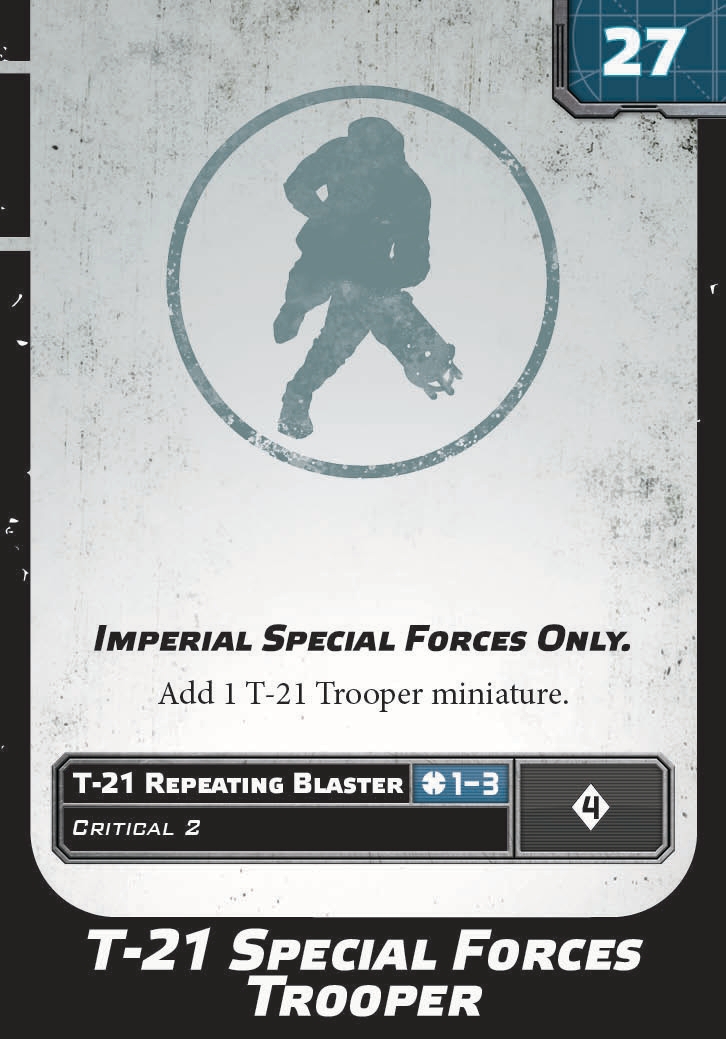 27
IMPERIAL SPECIAL FORCES ONLY.
Add 1 T-21 Trooper miniature.
T-21 REPEATING BLASTER 1–3
CRITICAL 2
4
T-21 SPECIAL FORCES
TROOPER